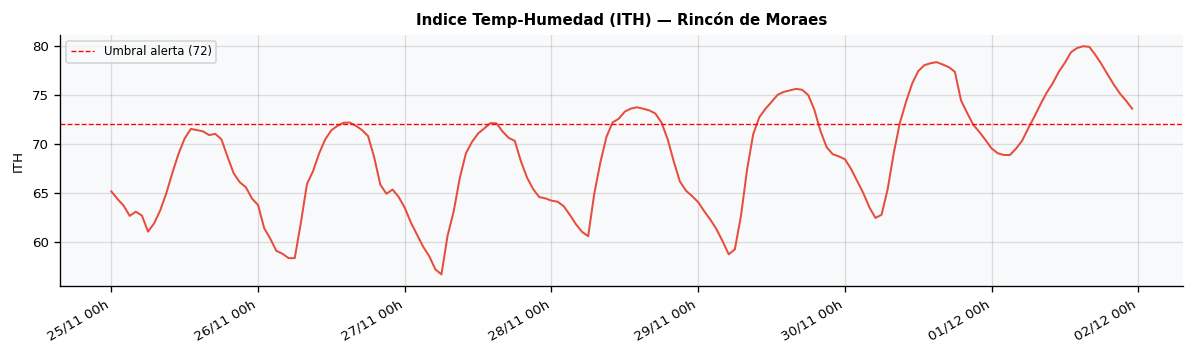 Indice Temp-Humedad (ITH) — Rincón de Moraes
Umbral alerta (72)
ITH
80
75
70
65
60
25/11 00h
26/11 00h
27/11 00h
28/11 00h
29/11 00h
30/11 00h
01/12 00h
02/12 00h